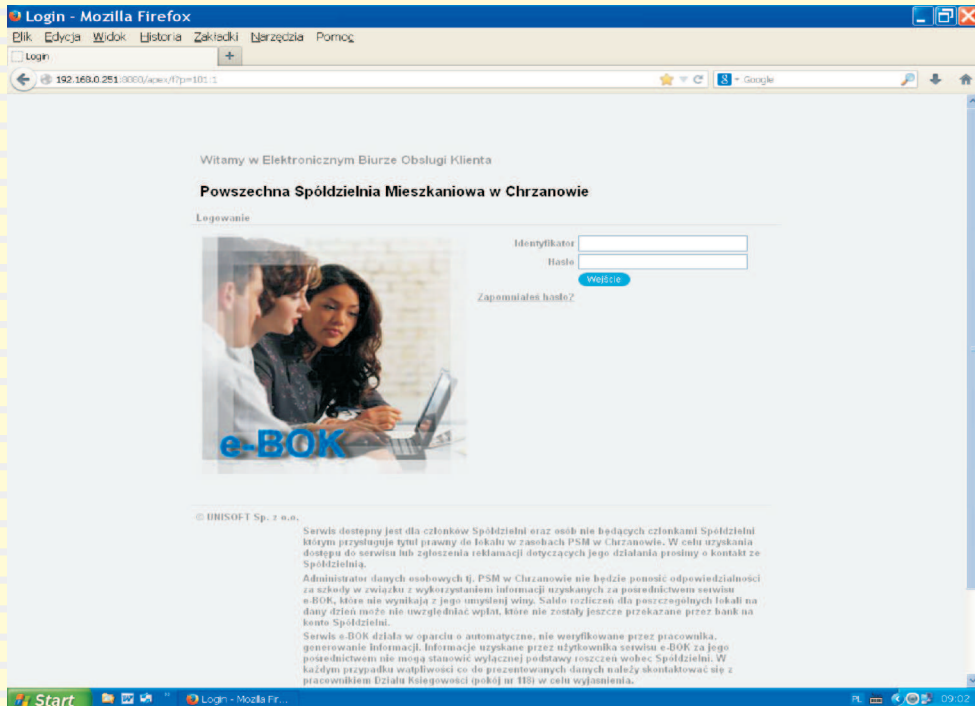 Login - Mozilla Firefox
Plik Edycja Widok Historia Zakładki Narzędzia Pomoc
Login +
192.168.0.251:8080/apex/f?p=101:1
8 - Google
Witamy w Elektronicznym Biurze Obsługi Klienta
Powszechna Spółdzielnia Mieszkaniowa w Chrzanowie
Logowanie
Identyfikator
Hasło
Wejście
Zapomniałeś hasło?
e-BOK
© UNISOFT Sp. z o.o.
Serwis dostępny jest dla członków Spółdzielni oraz osób nie będących członkami Spółdzielni
którym przysługuje tytuł prawny do lokalu w zasobach PSM w Chrzanowie. W celu uzyskania
dostępu do serwisu lub zgłoszenia reklamacji dotyczących jego działania prosimy o kontakt ze
Spółdzielnią.
Administrator danych osobowych tj. PSM w Chrzanowie nie będzie ponosić odpowiedzialności
za szkody w związku z wykorzystaniem informacji uzyskanych za pośrednictwem serwisu
e-BOK, które nie wynikają z jego umyślnej winy. Saldo rozliczeń dla poszczególnych lokali na
dany dzień może nie uwzględniać wpłat, które nie zostały jeszcze przekazane przez bank na
konto Spółdzielni.
Serwis e-BOK działa w oparciu o automatyczne, nie weryfikowane przez pracownika,
generowanie informacji. Informacje uzyskane przez użytkownika serwisu e-BOK za jego
pośrednictwem nie mogą stanowić wyłącznej podstawy roszczeń wobec Spółdzielni. W
każdym przypadku wątpliwości co do prezentowanych danych należy skontaktować się z
pracownikiem Działu Księgowości (pokój nr 118) w celu wyjaśnienia.
Start
Login - Mozilla Fir...
PL
09:02